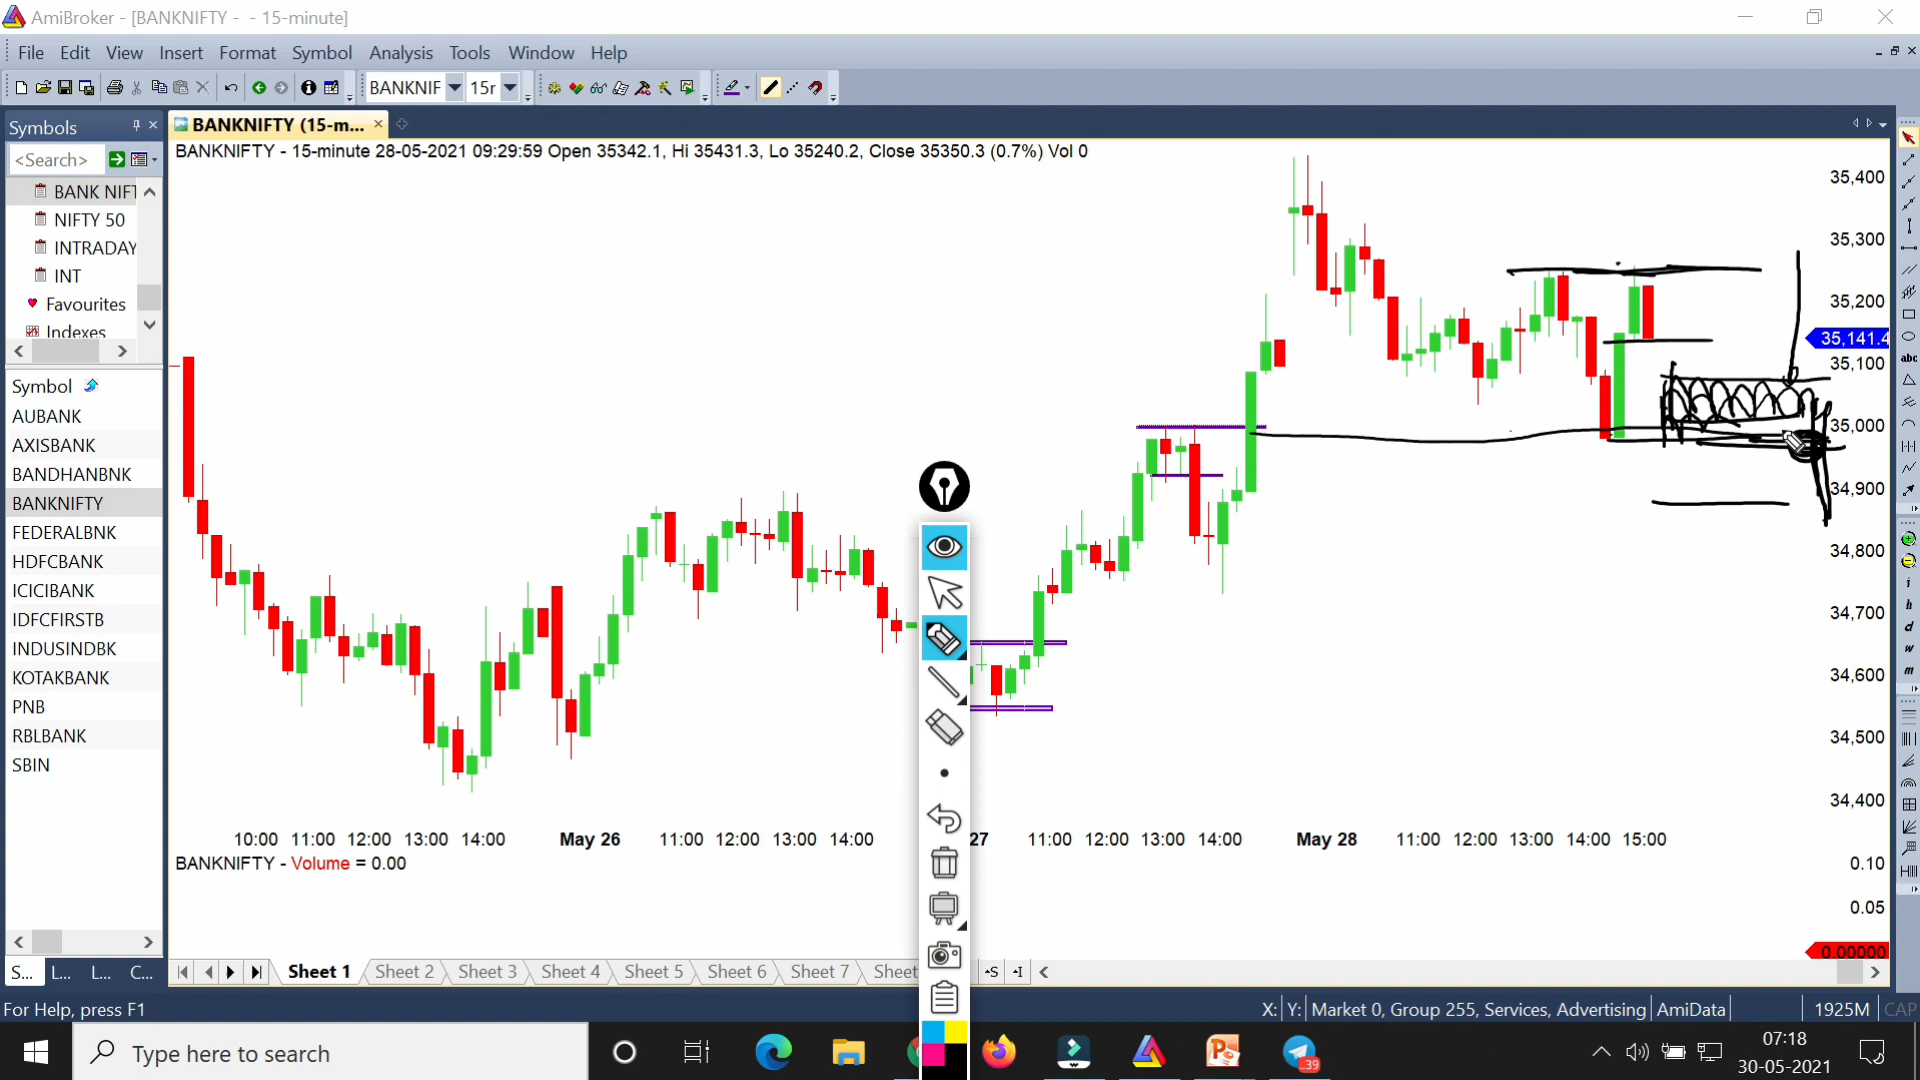 AmiBroker - [BANKNIFTY - - 15-minute]
File Edit View Insert Format Symbol Analysis Tools Window Help
BANKNIF 15r
Symbols
BANKNIFTY (15-m...
<Search>
BANKNIFTY - 15-minute 28-05-2021 09:29:59 Open 35342.1, Hi 35431.3, Lo 35240.2, Close 35350.3 (0.7%) Vol 0
BANK NIFT
NIFTY 50
INTRADAY
INT
Favourites
Indexes
Symbol
AUBANK
AXISBANK
BANDHANBNK
BANKNIFTY
FEDERALBNK
HDFCBANK
ICICIBANK
IDFCFIRSTB
INDUSINDBK
KOTAKBANK
PNB
RBLBANK
SBIN
35,400
35,300
35,200
35,141.4
35,100
35,000
34,900
34,800
34,700
34,600
34,500
34,400
abc
i
h
d
w
m
10:00 11:00 12:00 13:00 14:00 May 26 11:00 12:00 13:00 14:00 27 11:00 12:00 13:00 14:00 May 28 11:00 12:00 13:00 14:00 15:00
BANKNIFTY - Volume = 0.00
0.10
0.05
0.00000
S... L... L... C...
Sheet 1 Sheet 2 Sheet 3 Sheet 4 Sheet 5 Sheet 6 Sheet 7 Sheet
For Help, press F1
X: Y: Market 0, Group 255, Services, Advertising AmiData 1925M CAP
Type here to search
39
07:18
30-05-2021